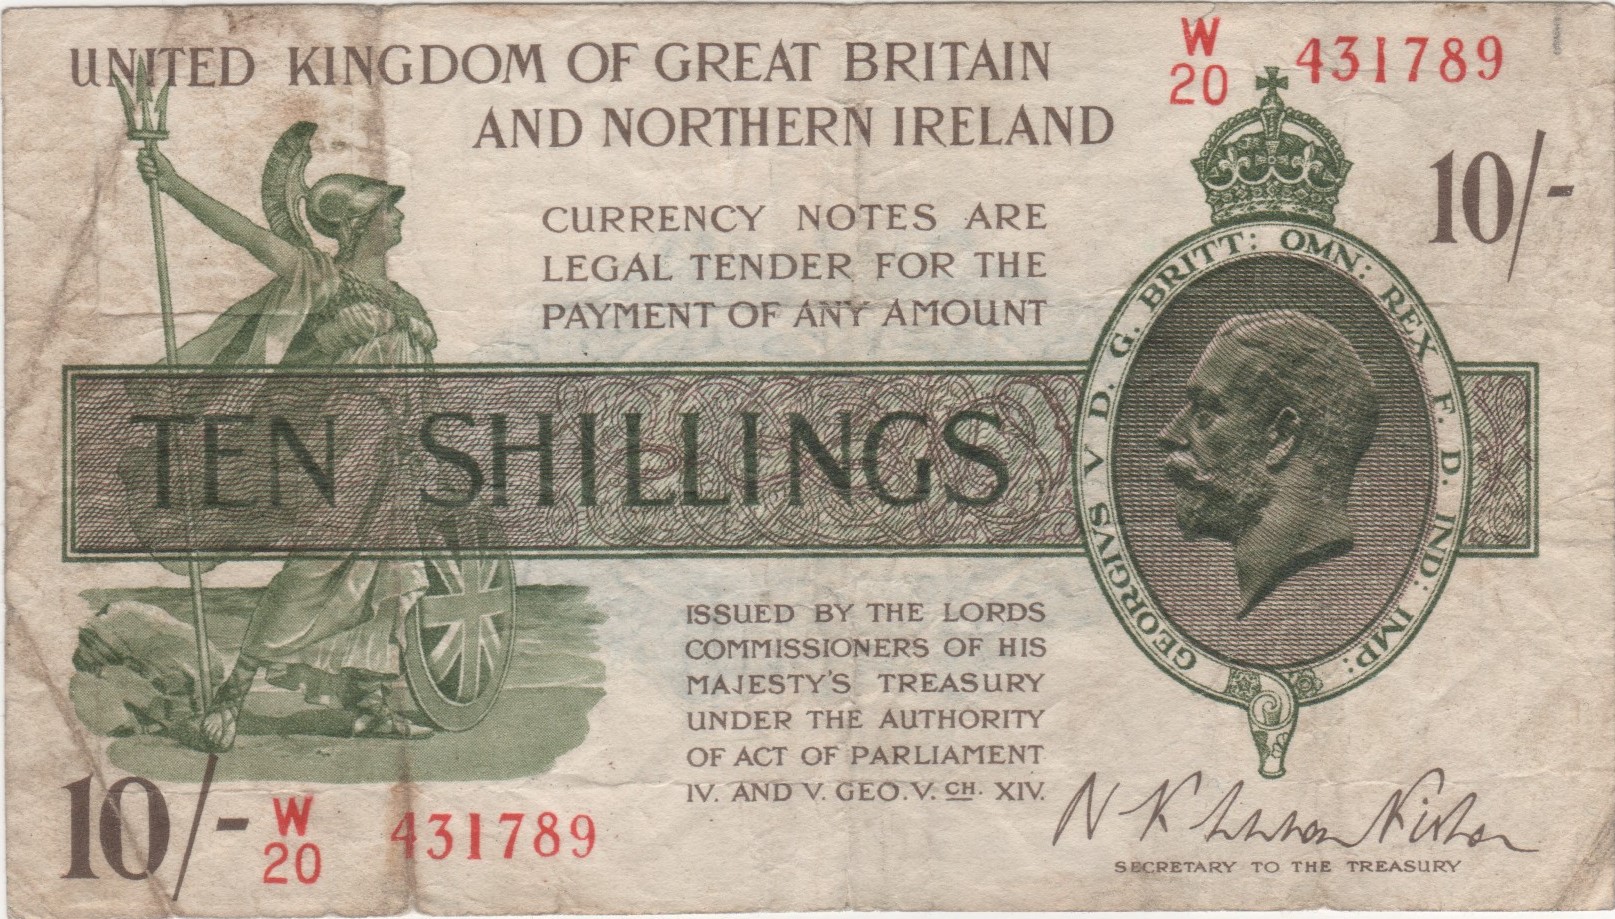 UNITED KINGDOM OF GREAT BRITAIN
AND NORTHERN IRELAND
W
20
431789
10/-
CURRENCY NOTES ARE
LEGAL TENDER FOR THE
PAYMENT OF ANY AMOUNT
GEORGIVS V D. G. BRITT: OMN: REX F. D. IND: IMP:
TEN SHILLINGS
ISSUED BY THE LORDS
COMMISSIONERS OF HIS
MAJESTY'S TREASURY
UNDER THE AUTHORITY
OF ACT OF PARLIAMENT
IV. AND V. GEO. V. CH. XIV.
10/-
W
20
431789
SECRETARY TO THE TREASURY